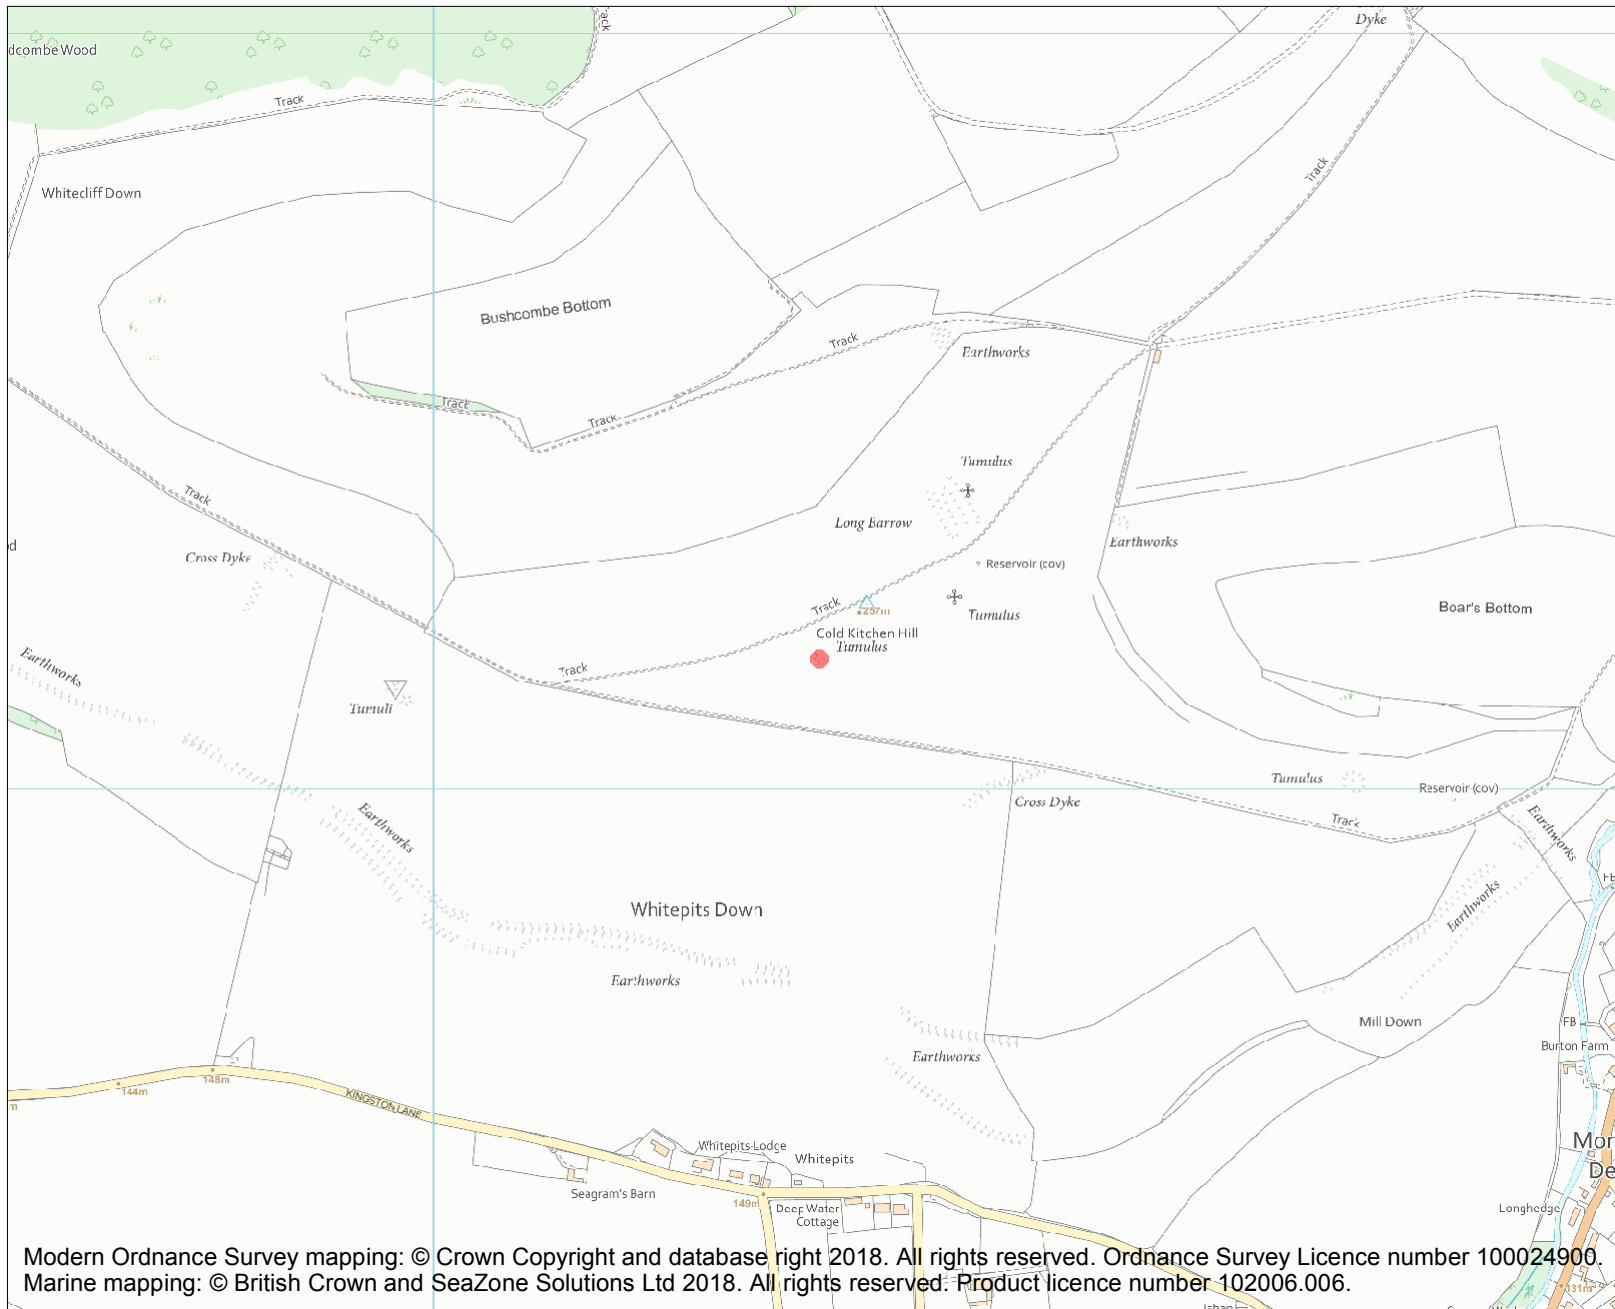 Dyke
dcombe Wood
Track
Track
Whitecliff Down
Track
Bushcombe Bottom
Track
Earthworks
Track
Track
Tumulus
Track
Long Barrow
Cross Dyke
Earthworks
Reservoir (cov)
Track
257m
Tumulus
Boar's Bottom
Cold Kitchen Hill
Tumulus
Earthworks
Track
Tumuli
Tumulus
Reservoir (cov)
Cross Dyke
Track
Earthworks
Earthworks
Whitepits Down
Earthworks
Earthworks
Mill Down
FB
Burton Farm
Earthworks
148m
144m
KINGSTON LANE
Whitepits Lodge
Whitepits
Seagram's Barn
149m
Deep Water
Cottage
Mor
De
Longhedge
Modern Ordnance Survey mapping: © Crown Copyright and database right 2018. All rights reserved. Ordnance Survey Licence number 100024900.
Marine mapping: © British Crown and SeaZone Solutions Ltd 2018. All rights reserved. Product licence number 102006.006.
131m